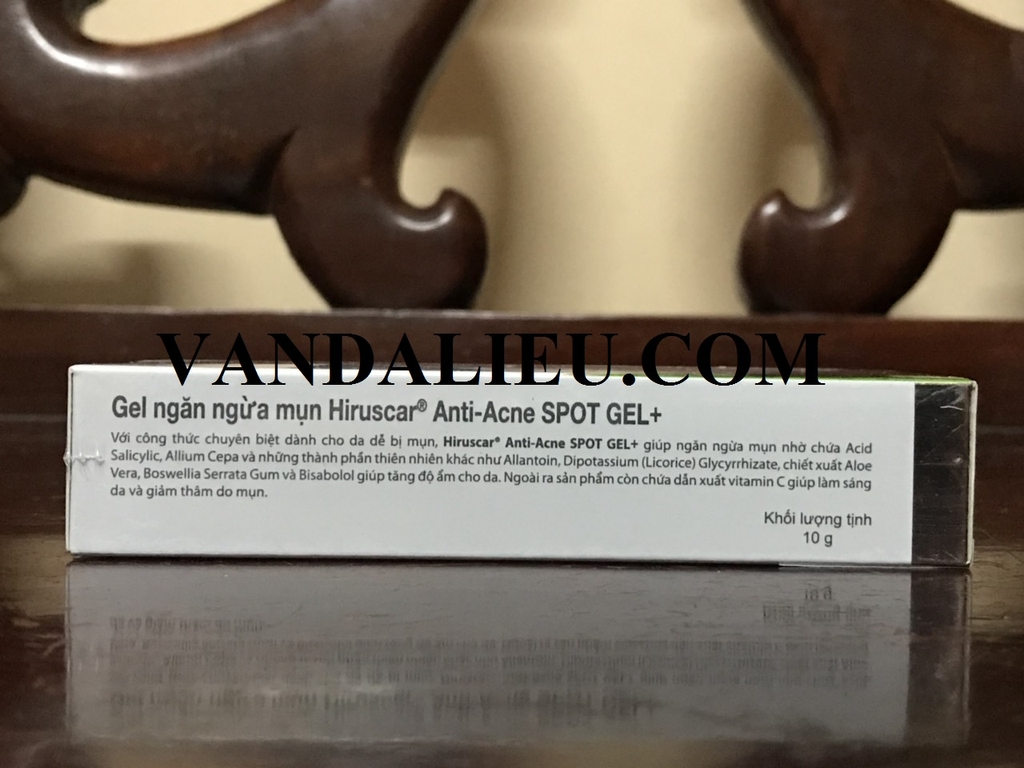 VANDALIEU.COM
Gel ngăn ngừa mụn Hiruscar® Anti-Acne SPOT GEL+
Với công thức chuyên biệt dành cho da dễ bị mụn, Hiruscar® Anti-Acne SPOT GEL+ giúp ngăn ngừa mụn nhờ chứa Acid
Salicylic, Allium Cepa và những thành phần thiên nhiên khác như Allantoin, Dipotassium (Licorice) Glycyrrhizate, chiết xuất Aloe
Vera, Boswellia Serrata Gum và Bisabolol giúp tăng độ ẩm cho da. Ngoài ra sản phẩm còn chứa dẫn xuất vitamin C giúp làm sáng
da và giảm thâm do mụn.
Khối lượng tịnh
10 g